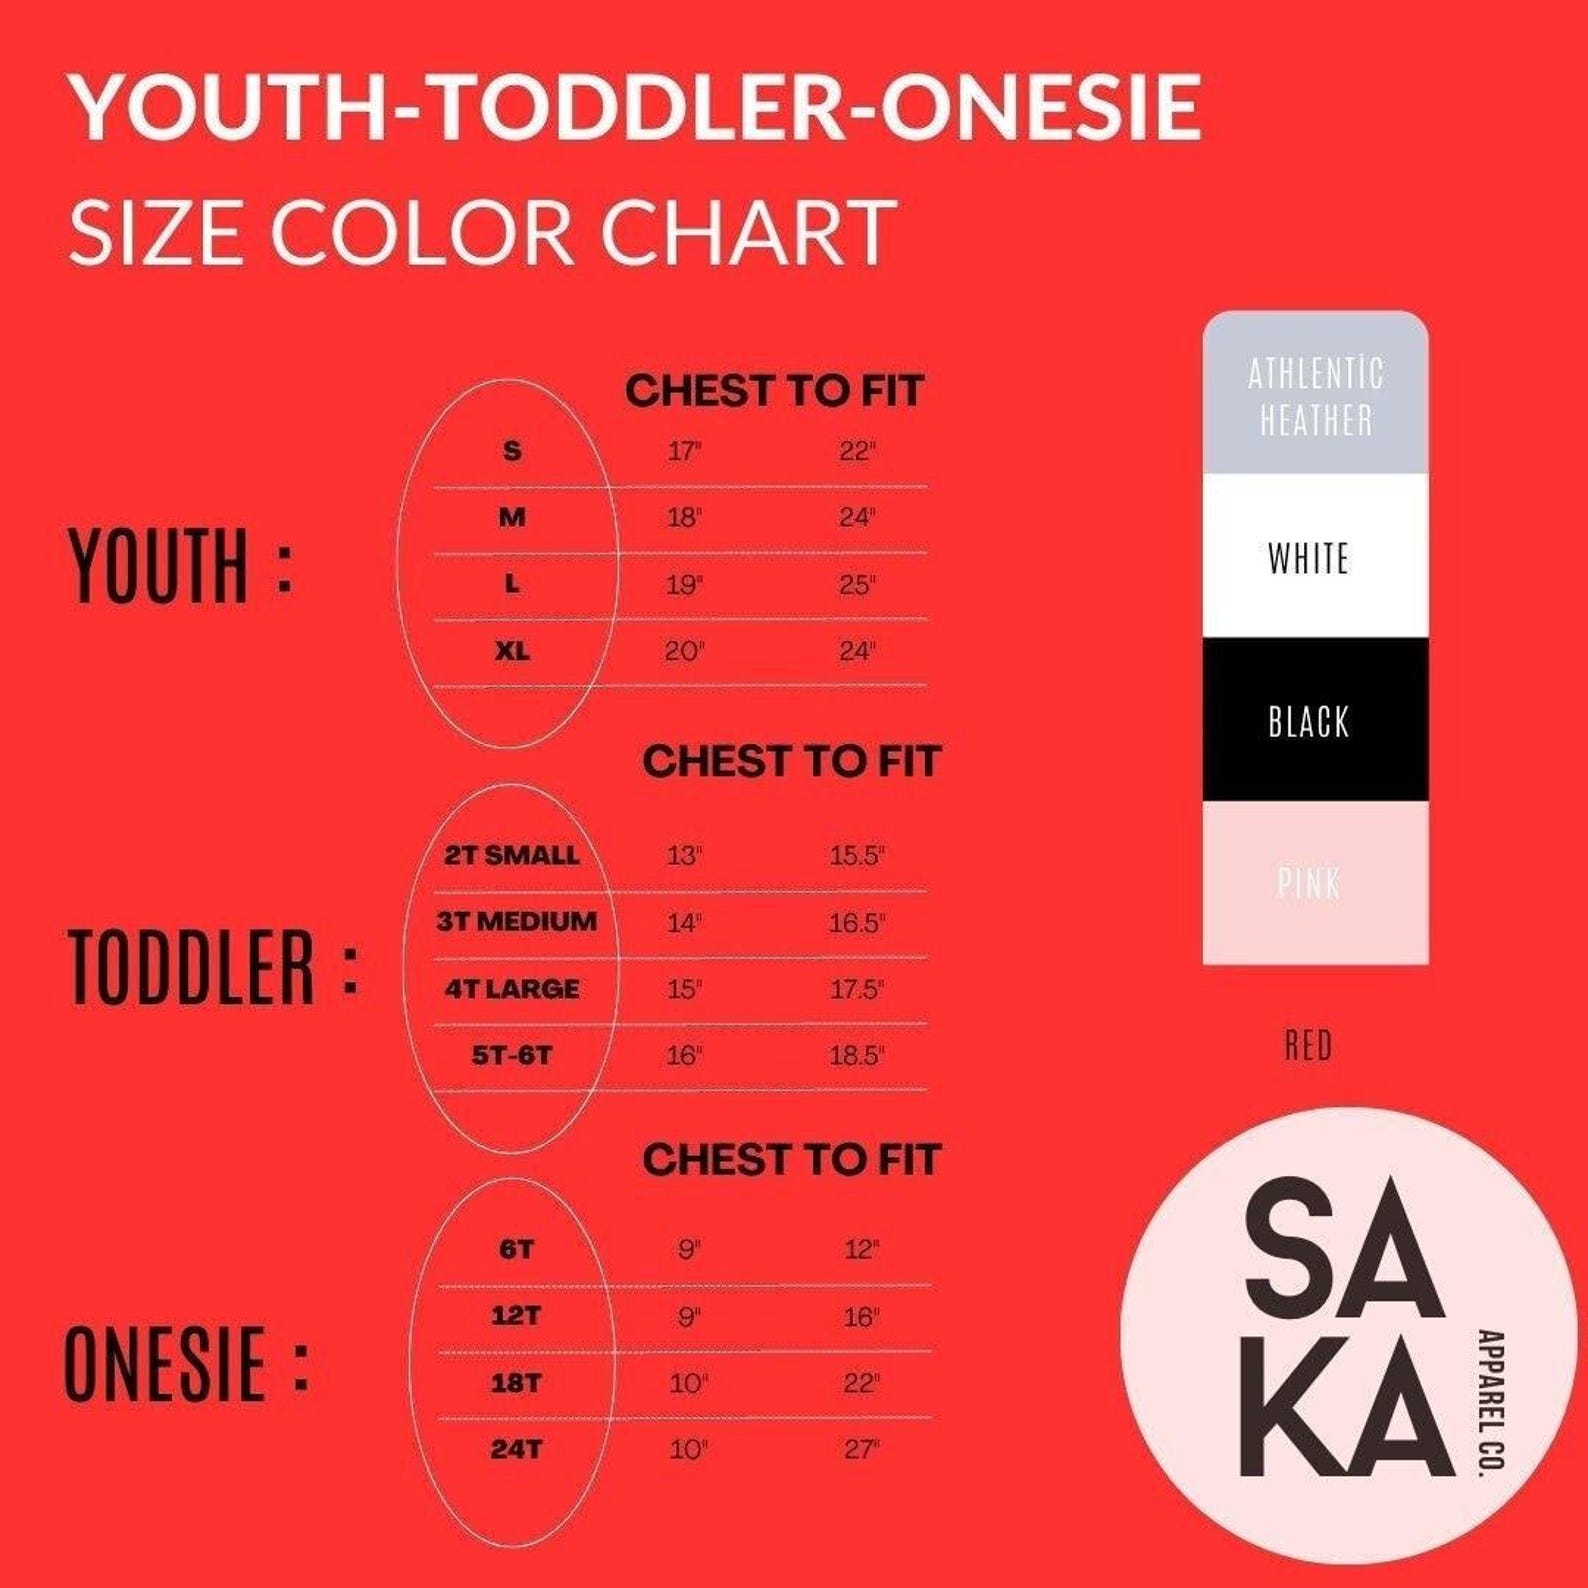 YOUTH-TODDLER-ONESIE
SIZE COLOR CHART
YOUTH :
CHEST TO FIT
S 17" 22"
M 18" 24"
L 19" 25"
XL 20" 24"
TODDLER :
CHEST TO FIT
2T SMALL 13" 15.5"
3T MEDIUM 14" 16.5"
4T LARGE 15" 17.5"
5T-6T 16" 18.5"
ONESIE :
CHEST TO FIT
6T 9" 12"
12T 9" 16"
18T 10" 22"
24T 10" 27"
ATHLENTİC
HEATHER
WHITE
BLACK
PINK
RED
SA
KA
APPAREL CO.